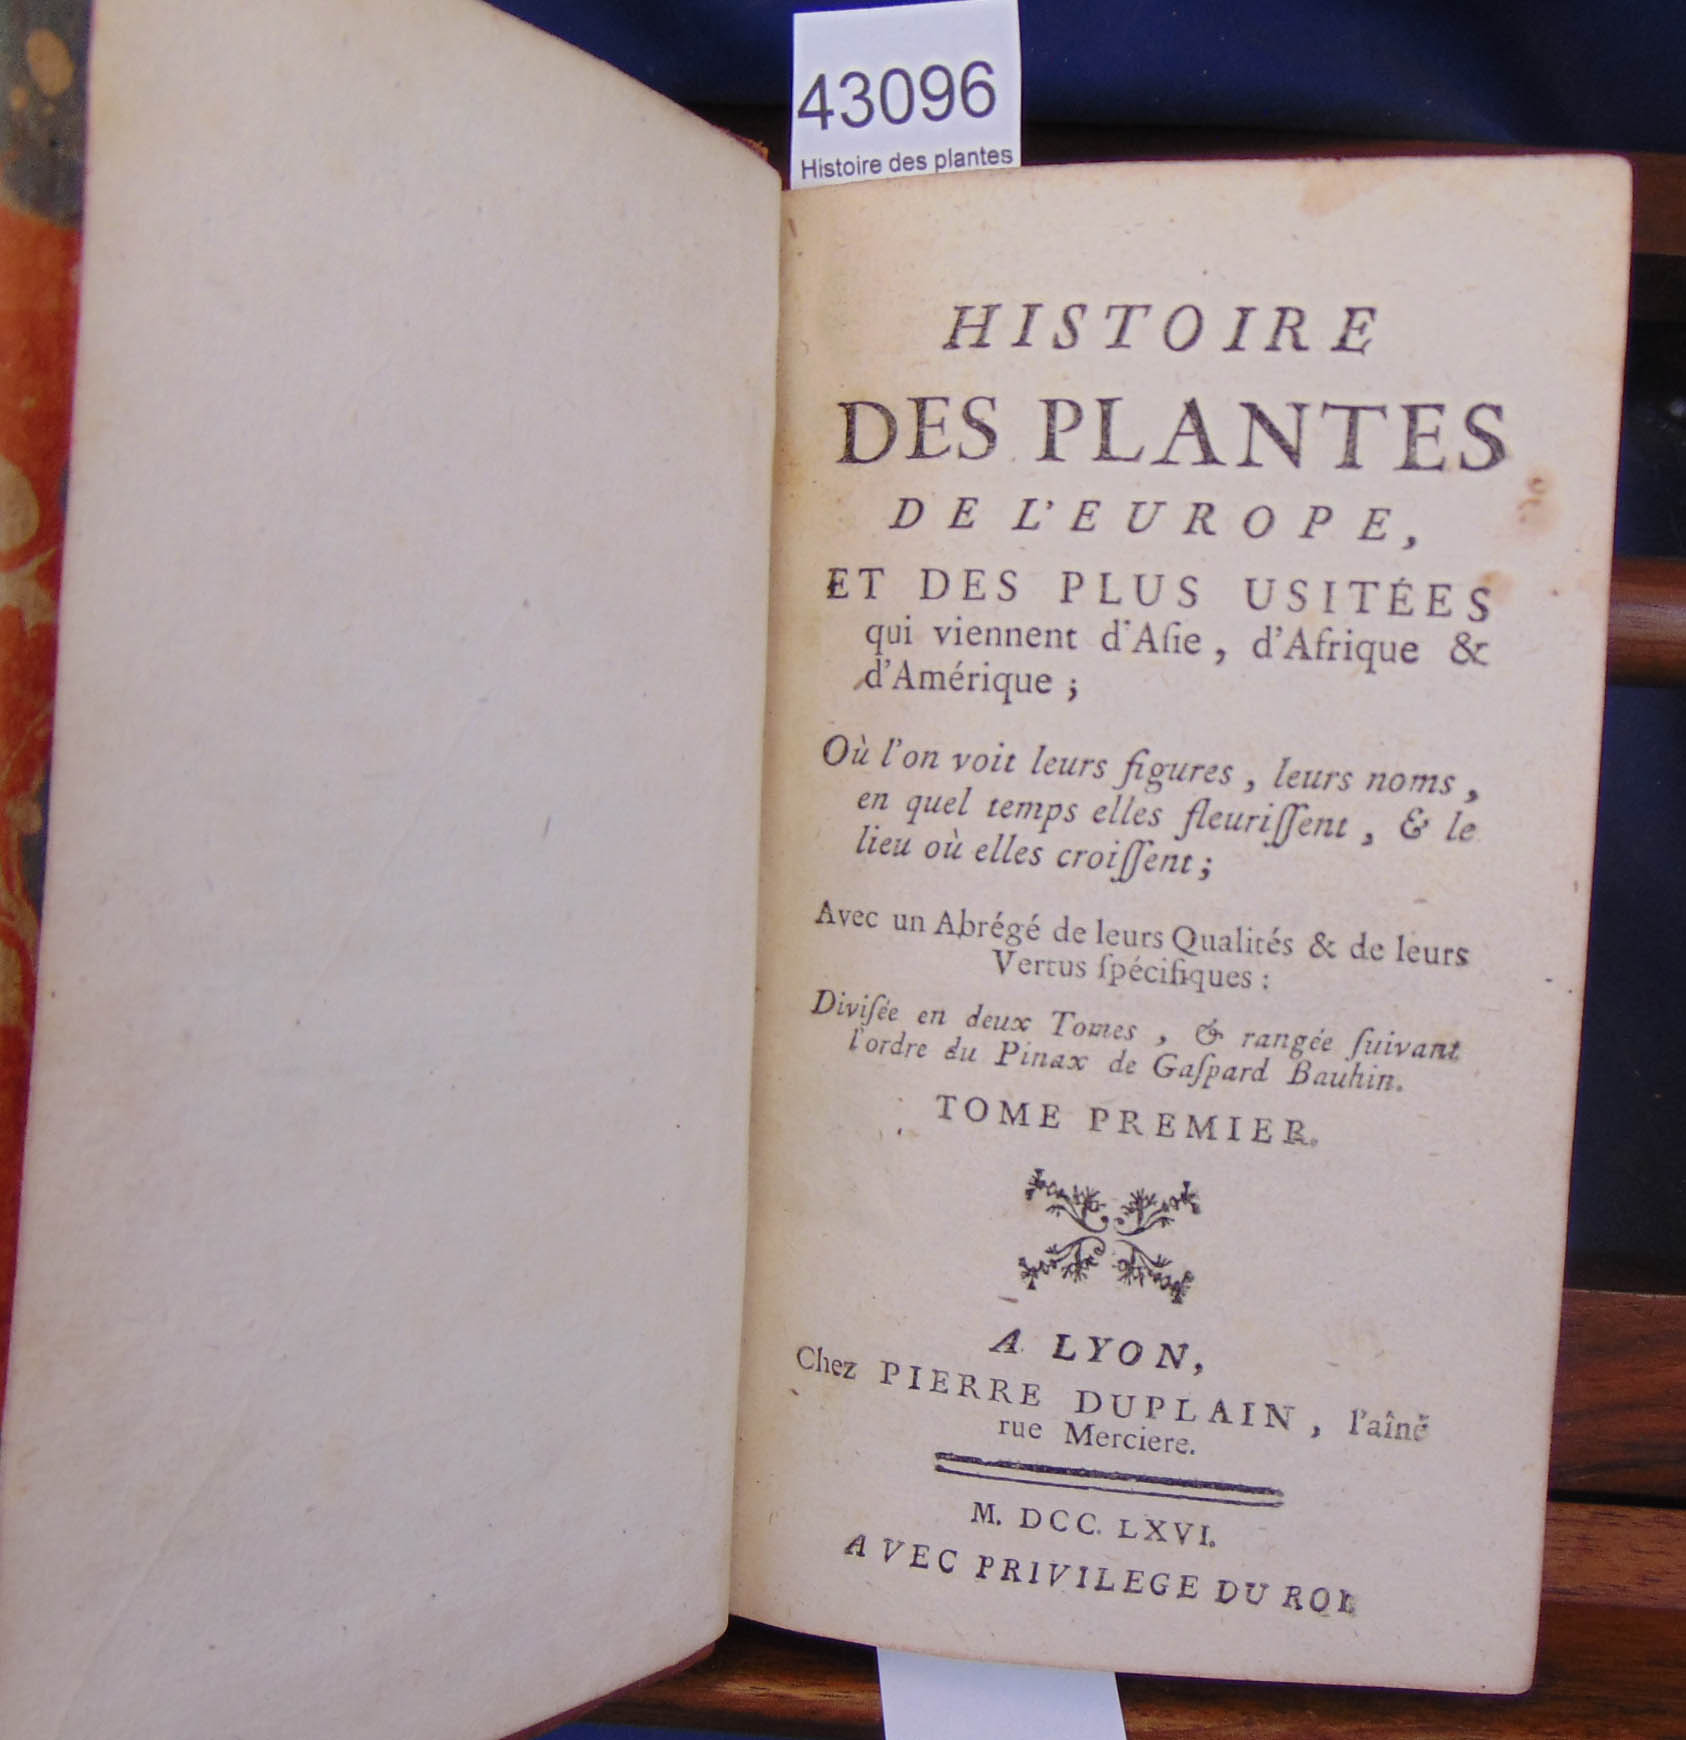 43096
Histoire des plantes
HISTOIRE
DES PLANTES
DE L'EUROPE,
ET DES PLUS USITÉES
qui viennent d'Aſie, d'Afrique &
d'Amérique ;
Où l'on voit leurs figures, leurs noms,
en quel temps elles fleuriſſent, & le
lieu où elles croiſſent ;
Avec un Abrégé de leurs Qualités & de leurs
Vertus ſpécifiques :
Diviſée en deux Tomes, & rangée ſuivant
l'ordre du Pinax de Gaſpard Bauhin.
TOME PREMIER.
A LYON,
Chez PIERRE DUPLAIN, l'aîné
rue Merciere.
M. DCC. LXVI.
AVEC PRIVILEGE DU ROI.